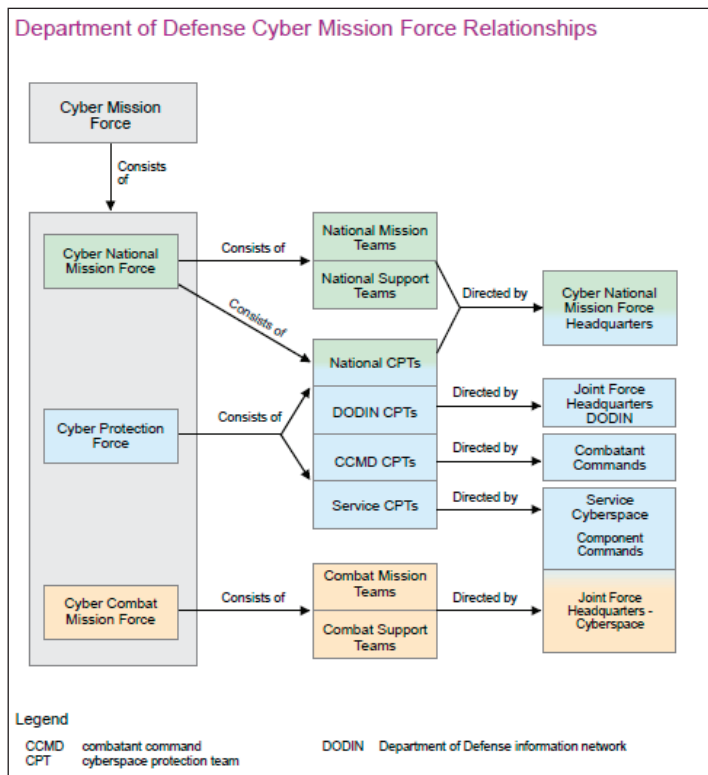 Department of Defense Cyber Mission Force Relationships
Cyber Mission
Force
Consists
of
Cyber National
Mission Force
Consists of
National Mission
Teams
National Support
Teams
Directed by
Cyber National
Mission Force
Headquarters
Consists of
National CPTs
Cyber Protection
Force
Consists of
DODIN CPTs
Directed by
Joint Force
Headquarters
DODIN
CCMD CPTs
Directed by
Combatant
Commands
Service CPTs
Directed by
Service
Cyberspace
Component
Commands
Cyber Combat
Mission Force
Consists of
Combat Mission
Teams
Combat Support
Teams
Directed by
Joint Force
Headquarters -
Cyberspace
Legend
CCMD combatant command
CPT cyberspace protection team
DODIN Department of Defense information network